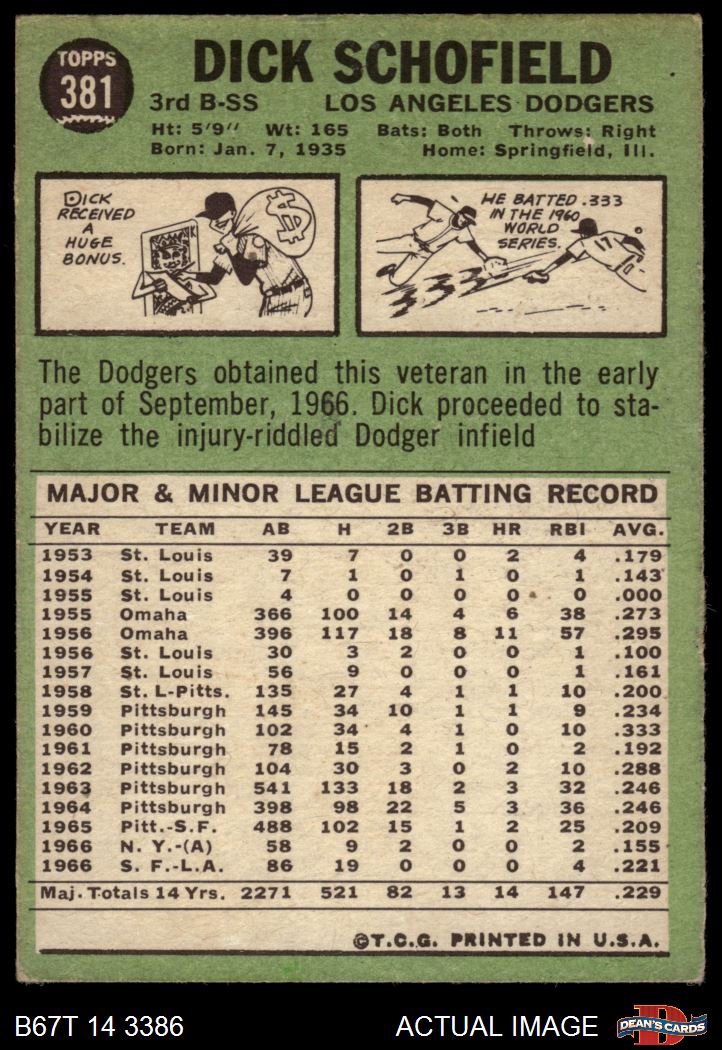 TOPPS
381
DICK SCHOFIELD
3rd B-SS LOS ANGELES DODGERS
Ht: 5'9" Wt: 165 Bats: Both Throws: Right
Born: Jan. 7, 1935 Home: Springfield, Ill.
DICK
RECEIVED
A
HUGE
BONUS.
K
$
HE BATTED .333
IN THE 1960
WORLD
SERIES.
17
The Dodgers obtained this veteran in the early
part of September, 1966. Dick proceeded to sta-
bilize the injury-riddled Dodger infield
MAJOR & MINOR LEAGUE BATTING RECORD
YEAR TEAM AB H 2B 3B HR RBI AVG.
1953 St. Louis 39 7 0 0 2 4 .179
1954 St. Louis 7 1 0 1 0 1 .143
1955 St. Louis 4 0 0 0 0 0 .000
1955 Omaha 366 100 14 4 6 38 .273
1956 Omaha 396 117 18 8 11 57 .295
1956 St. Louis 30 3 2 0 0 1 .100
1957 St. Louis 56 9 0 0 0 1 .161
1958 St. L-Pitts. 135 27 4 1 1 10 .200
1959 Pittsburgh 145 34 10 1 1 9 .234
1960 Pittsburgh 102 34 4 1 0 10 .333
1961 Pittsburgh 78 15 2 1 0 2 .192
1962 Pittsburgh 104 30 3 0 2 10 .288
1963 Pittsburgh 541 133 18 2 3 32 .246
1964 Pittsburgh 398 98 22 5 3 36 .246
1965 Pitt.-S.F. 488 102 15 1 2 25 .209
1966 N. Y.-(A) 58 9 2 0 0 2 .155
1966 S. F.-L.A. 86 19 0 0 0 4 .221
Maj. Totals 14 Yrs. 2271 521 82 13 14 147 .229
©T.C.G. PRINTED IN U.S.A.
B67T 14 3386 ACTUAL IMAGE D DEAN'S CARDS